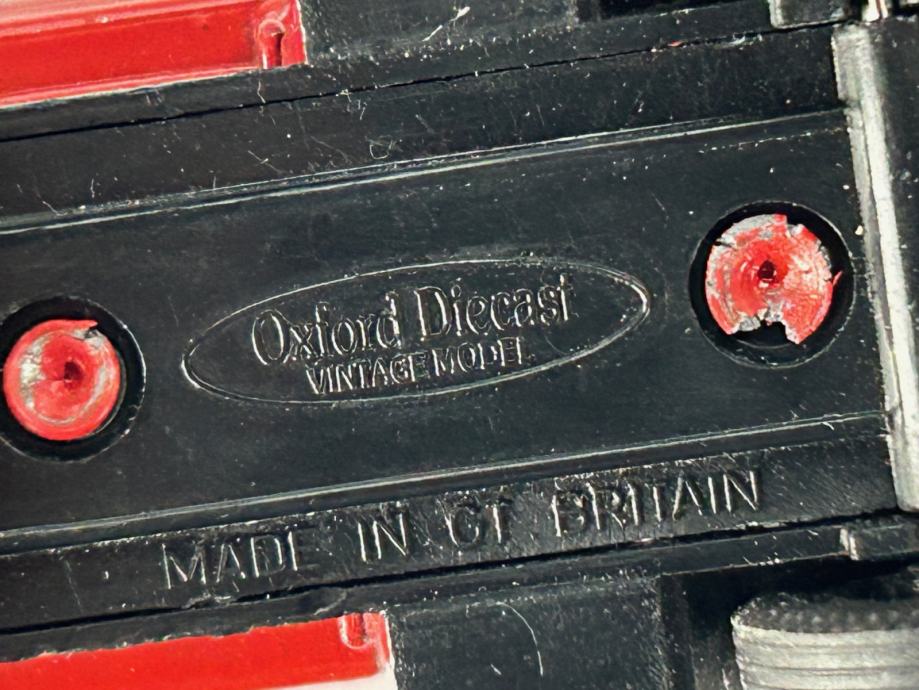 Oxford Diecast
VINTAGE MODEL
MADE IN GT BRITAIN